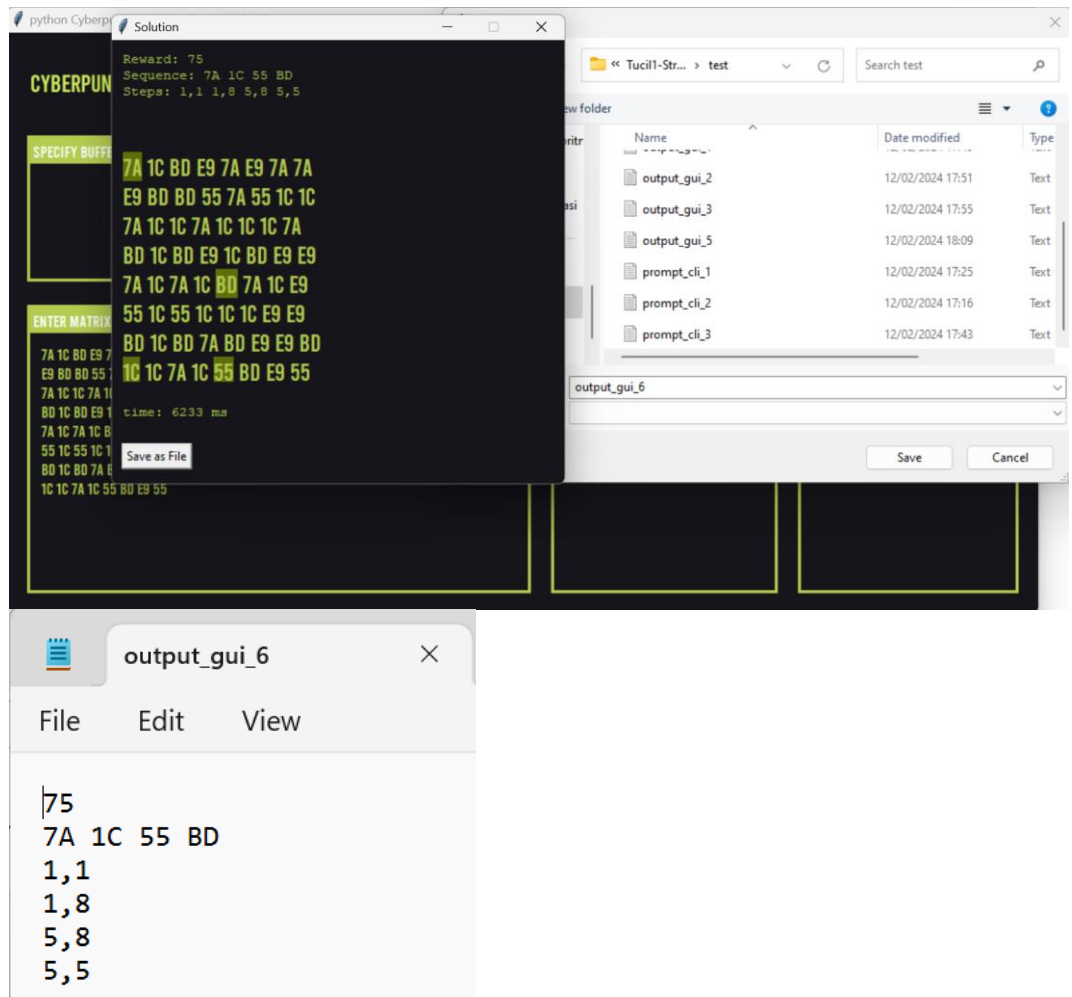 python Cyberp
Solution
Reward: 75
Sequence: 7A 1C 55 BD
Steps: 1,1 1,8 5,8 5,5
7A 1C BD E9 7A E9 7A 7A
E9 BD BD 55 7A 55 1C 1C
7A 1C 1C 7A 1C 1C 1C 7A
BD 1C BD E9 1C BD E9 E9
7A 1C 7A 1C BD 7A 1C E9
55 1C 55 1C 1C 1C E9 E9
BD 1C BD 7A BD E9 E9 BD
1C 1C 7A 1C 55 BD E9 55
time: 6233 ms
Save as File
CYBERPUN
SPECIFY BUFFE
ENTER MATRIX
7A 1C BD E9 7
E9 BD BD 55 7
7A 1C 1C 7A 1
BD 1C BD E9 1
7A 1C 7A 1C B
55 1C 55 1C 1
BD 1C BD 7A
1C 1C 7A 1C 55 BD E9 55
« Tucil1-Str... › test
Search test
ew folder
oritr
asi
Name Date modified Type
output_gui_2 12/02/2024 17:51 Text
output_gui_3 12/02/2024 17:55 Text
output_gui_5 12/02/2024 18:09 Text
prompt_cli_1 12/02/2024 17:25 Text
prompt_cli_2 12/02/2024 17:16 Text
prompt_cli_3 12/02/2024 17:43 Text
output_gui_6
Save Cancel
output_gui_6
File Edit View
75
7A 1C 55 BD
1,1
1,8
5,8
5,5